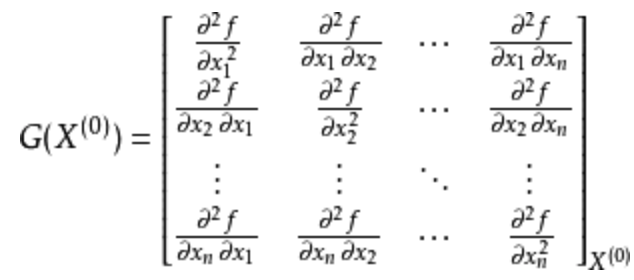 G(X^{(0)}) = \begin{bmatrix} \frac{\partial^2 f}{\partial x_1^2} & \frac{\partial^2 f}{\partial x_1 \, \partial x_2} & \cdots & \frac{\partial^2 f}{\partial x_1 \, \partial x_n} \\
\frac{\partial^2 f}{\partial x_2 \, \partial x_1} & \frac{\partial^2 f}{\partial x_2^2} & \cdots & \frac{\partial^2 f}{\partial x_2 \, \partial x_n} \\
\vdots & \vdots & \ddots & \vdots \\
\frac{\partial^2 f}{\partial x_n \, \partial x_1} & \frac{\partial^2 f}{\partial x_n \, \partial x_2} & \cdots & \frac{\partial^2 f}{\partial x_n^2} \end{bmatrix}_{X^{(0)}}